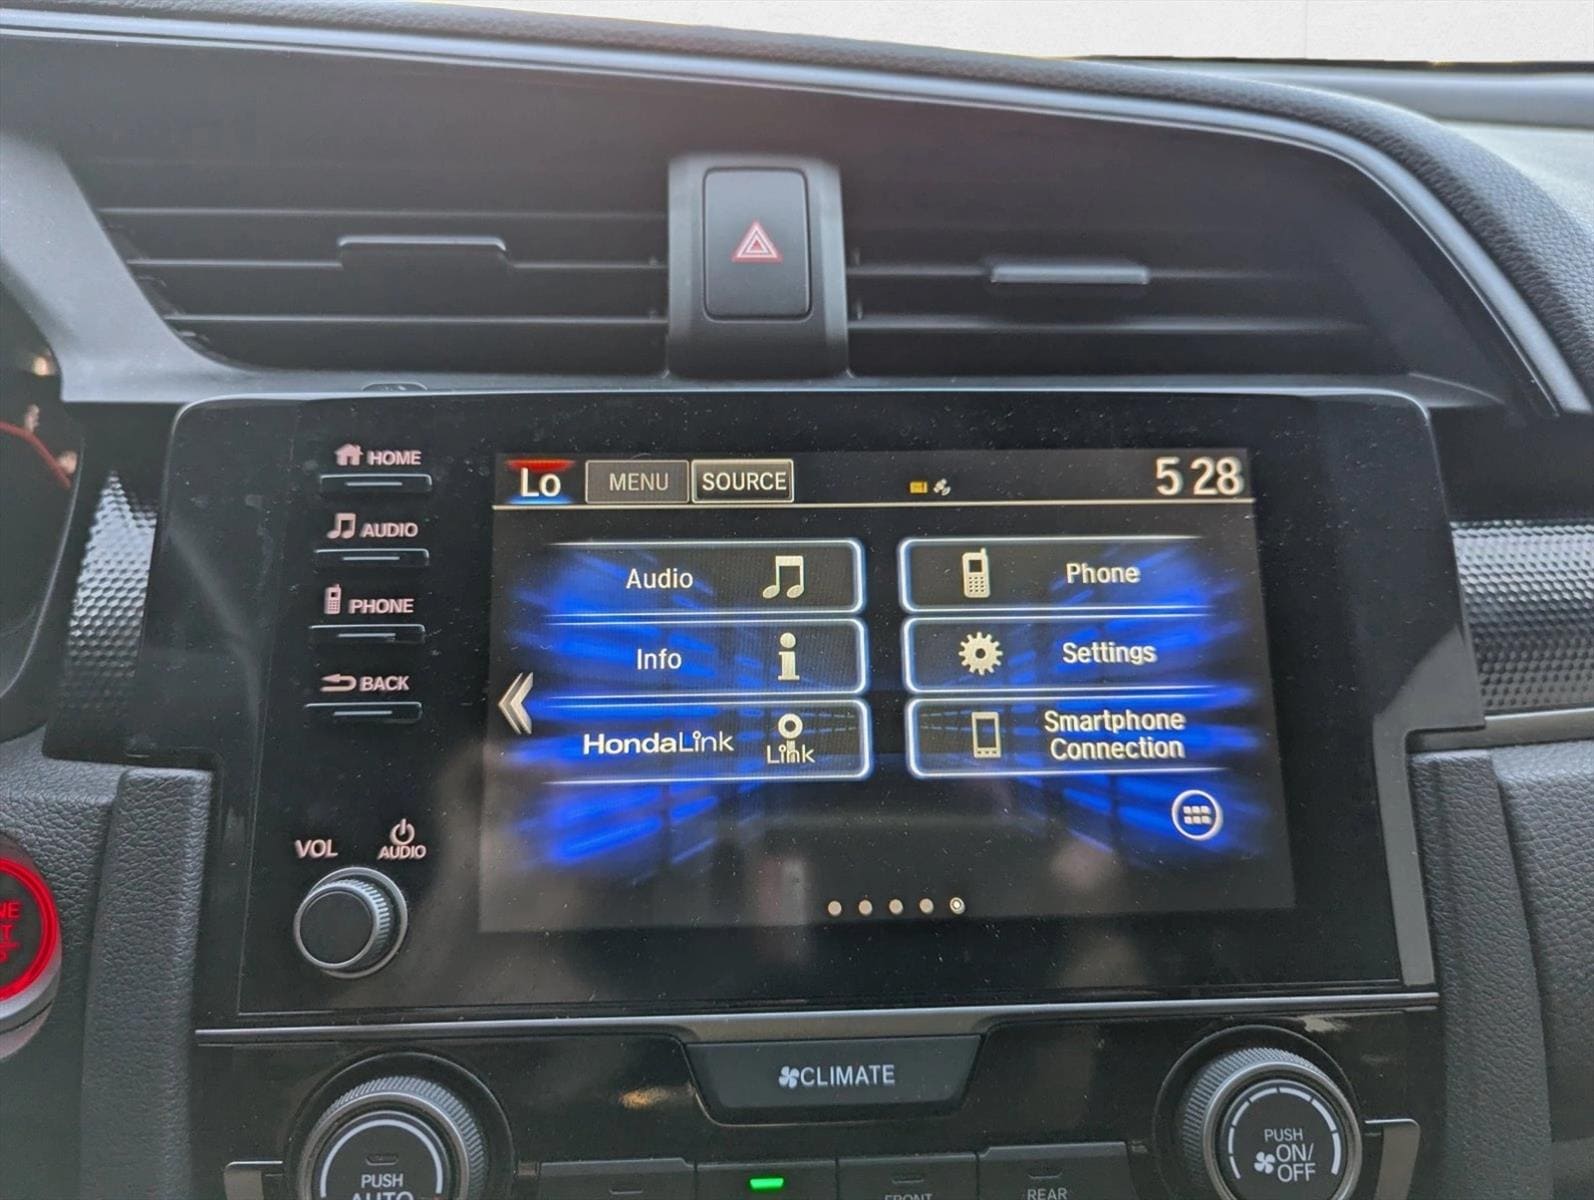 HOME
AUDIO
PHONE
BACK
VOL
AUDIO
Lo
MENU
SOURCE
5 28
Audio
Phone
Info
Settings
HondaLink
Link
Smartphone
Connection
CLIMATE
PUSH
AUTO
FRONT
REAR
PUSH
ON/
OFF